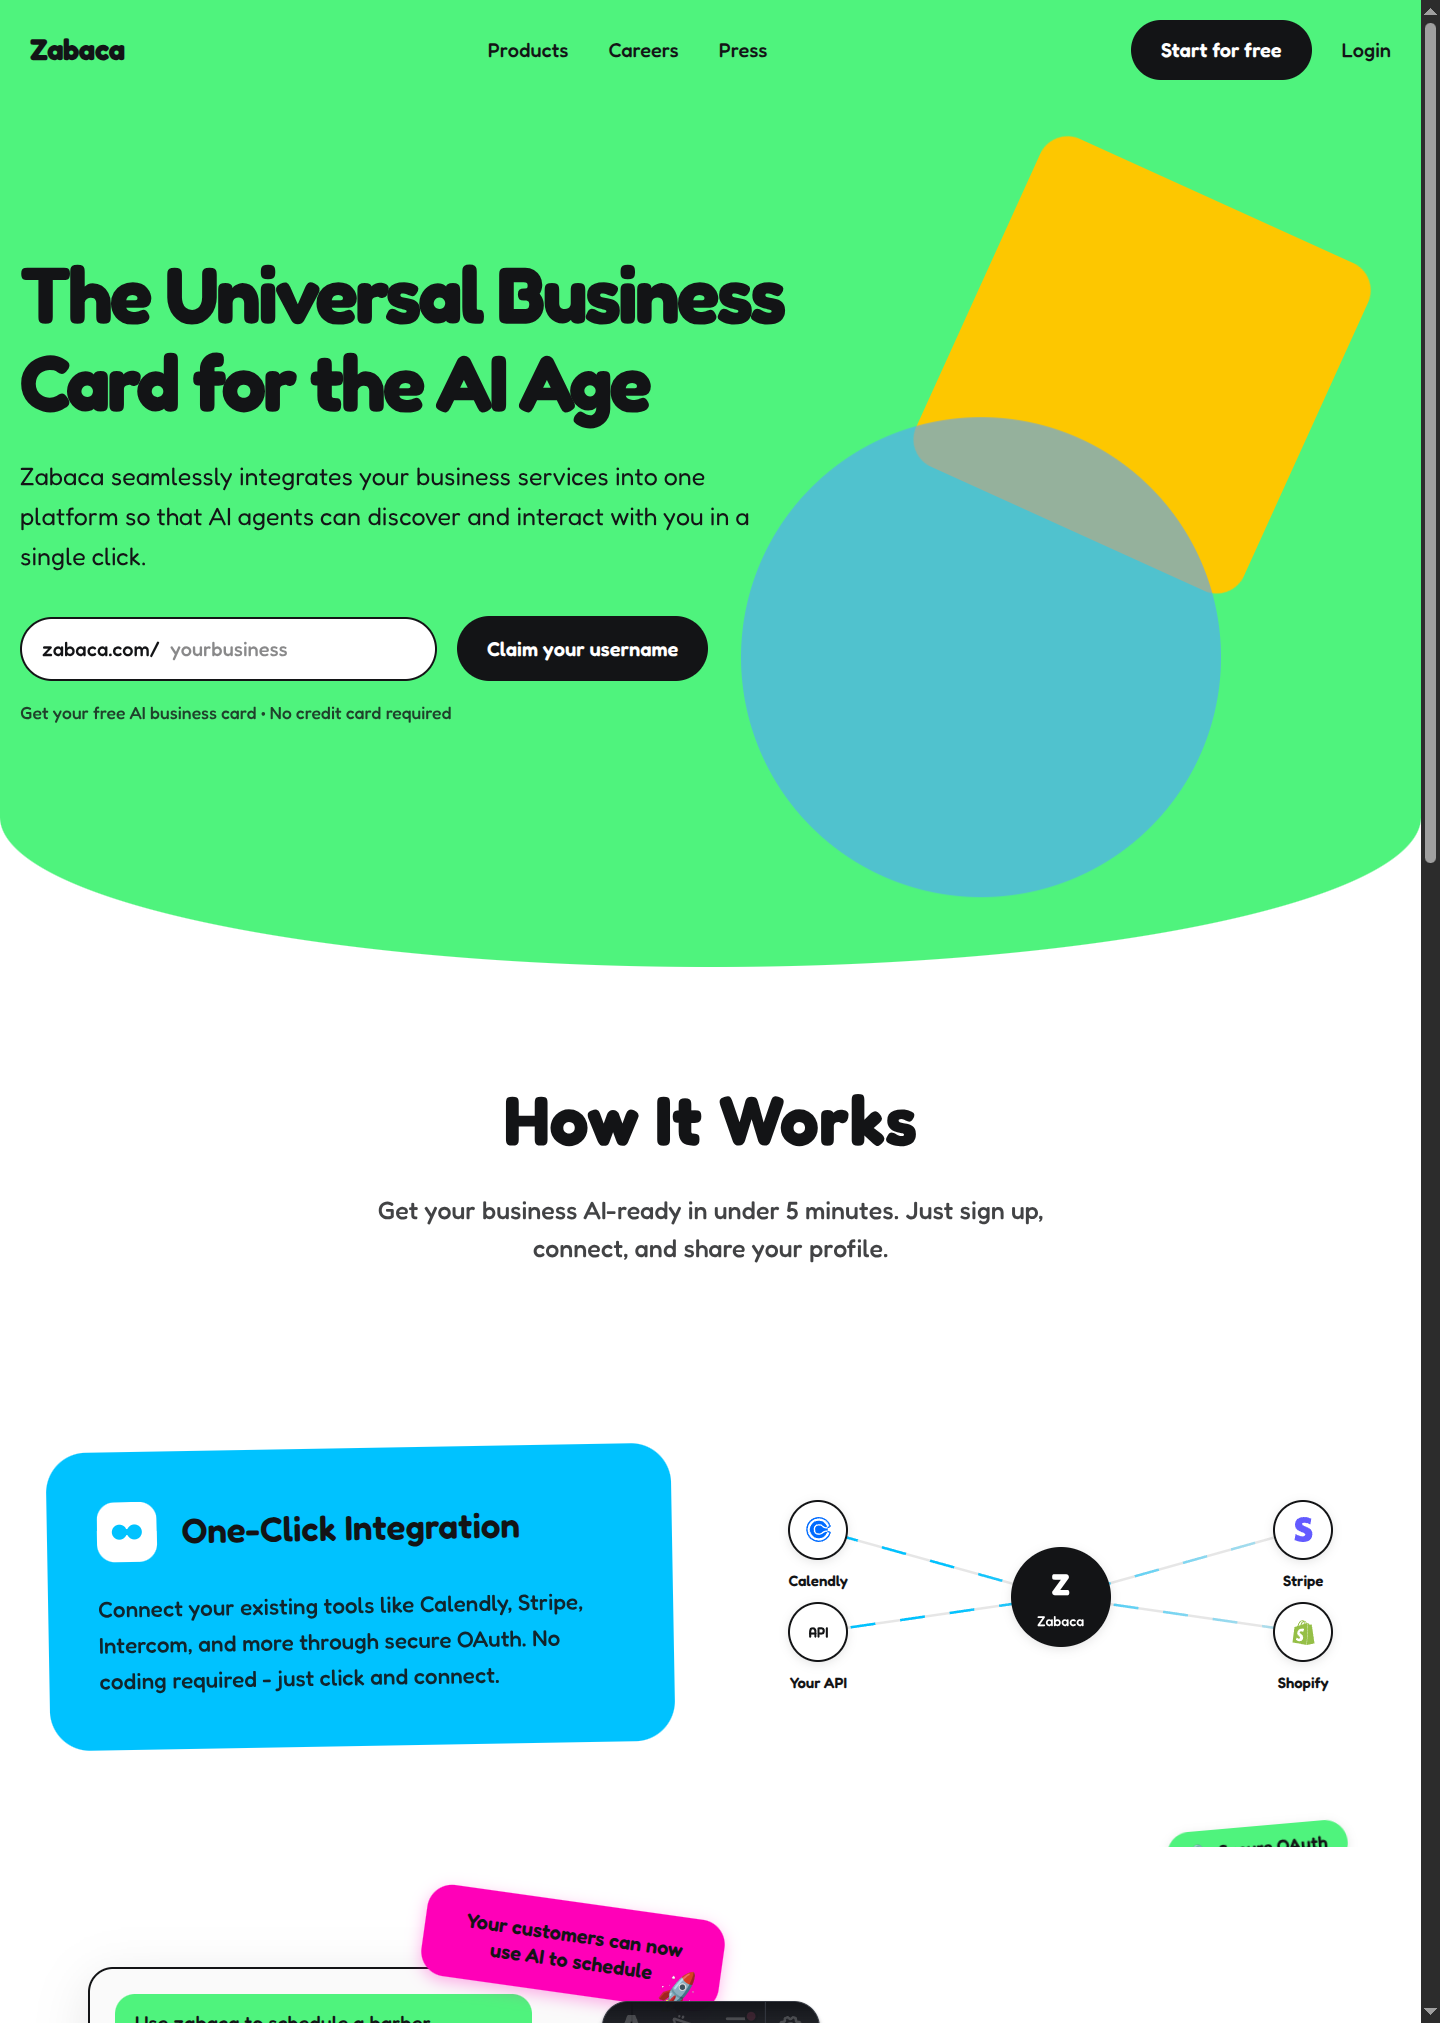 Zabaca
Products
Careers
Press
Start for free
Login
The Universal Business
Card for the AI Age
Zabaca seamlessly integrates your business services into one
platform so that AI agents can discover and interact with you in a
single click.
zabaca.com/ yourbusiness
Claim your username
Get your free AI business card • No credit card required
How It Works
Get your business AI-ready in under 5 minutes. Just sign up,
connect, and share your profile.
One-Click Integration
Connect your existing tools like Calendly, Stripe,
Intercom, and more through secure OAuth. No
coding required - just click and connect.
Calendly
API
Your API
Z
Zabaca
S
Stripe
S
Shopify
Secure OAuth
Your customers can now
use AI to schedule
Use zabaca to schedule a barber